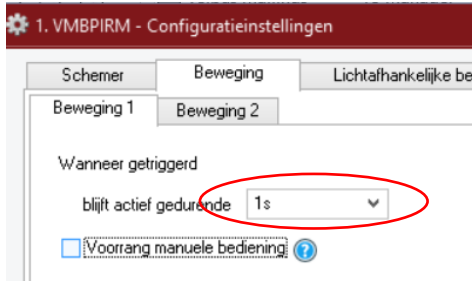 1. VMBPIRM - Configuratieinstellingen
Schemer Beweging Lichtafhankelijke be
Beweging 1 Beweging 2
Wanneer getriggerd
blijft actief gedurende 1s
Voorrang manuele bediening ?